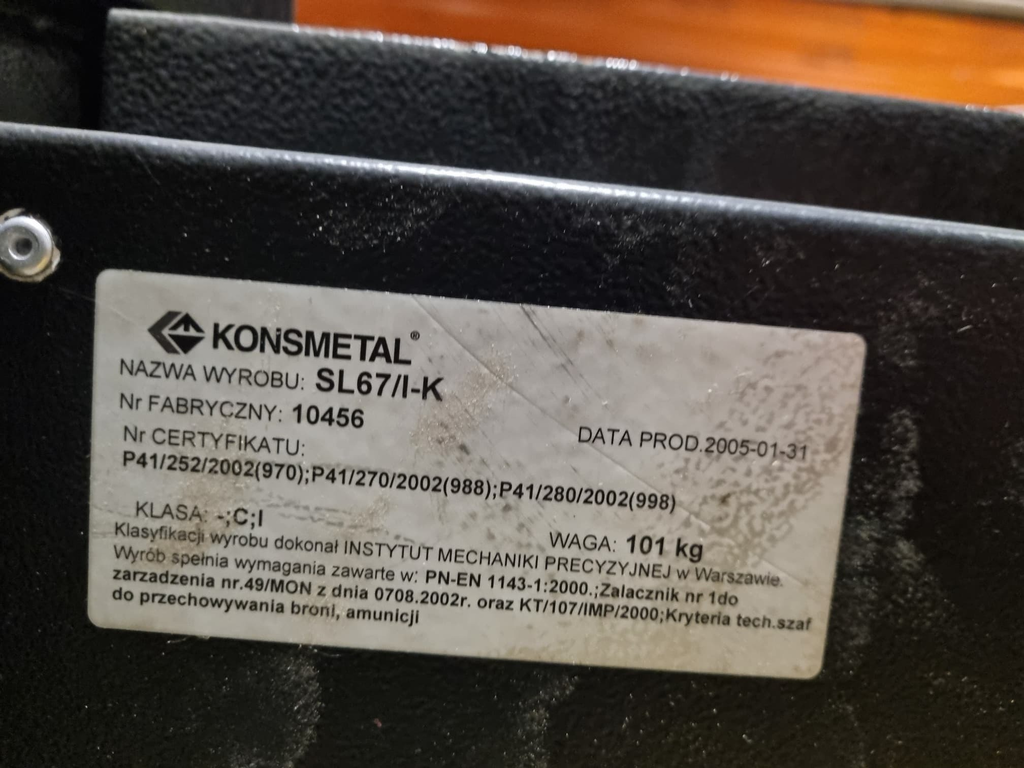 KONSMETAL®
NAZWA WYROBU: SL67/I-K
Nr FABRYCZNY: 10456
DATA PROD.2005-01-31
Nr CERTYFIKATU:
P41/252/2002(970);P41/270/2002(988);P41/280/2002(998)
KLASA: -;C;I
WAGA: 101 kg
Klasyfikacji wyrobu dokonał INSTYTUT MECHANIKI PRECYZYJNEJ w Warszawie.
Wyrób spełnia wymagania zawarte w: PN-EN 1143-1:2000.;Zalacznik nr 1do
zarzadzenia nr.49/MON z dnia 0708.2002r. oraz KT/107/IMP/2000;Kryteria tech.szaf
do przechowywania broni, amunicji